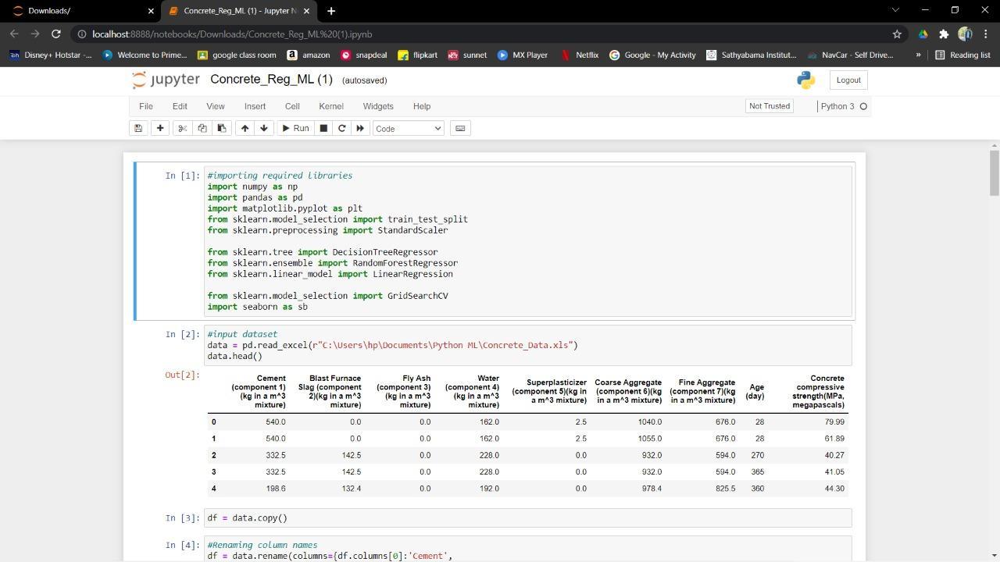 Downloads/
Concrete_Reg_ML (1) - Jupyter N
localhost:8888/notebooks/Downloads/Concrete_Reg_ML%20(1).ipynb
Disney+ Hotstar -... Welcome to Prime... google class room amazon snapdeal flipkart sunnet MX Player Netflix Google - My Activity Sathyabama Institut... NavCar - Self Drive... » Reading list
jupyter Concrete_Reg_ML (1) (autosaved) Logout
File Edit View Insert Cell Kernel Widgets Help Not Trusted Python 3
Run Code
In [1]: #importing required libraries
import numpy as np
import pandas as pd
import matplotlib.pyplot as plt
from sklearn.model_selection import train_test_split
from sklearn.preprocessing import StandardScaler
from sklearn.tree import DecisionTreeRegressor
from sklearn.ensemble import RandomForestRegressor
from sklearn.linear_model import LinearRegression
from sklearn.model_selection import GridSearchCV
import seaborn as sb
In [2]: #input dataset
data = pd.read_excel(r"C:\Users\hp\Documents\Python ML\Concrete_Data.xls")
data.head()
Out[2]:
Cement (component 1)(kg in a m^3 mixture) Blast Furnace Slag (component 2)(kg in a m^3 mixture) Fly Ash (component 3)(kg in a m^3 mixture) Water (component 4)(kg in a m^3 mixture) Superplasticizer (component 5)(kg in a m^3 mixture) Coarse Aggregate (component 6)(kg in a m^3 mixture) Fine Aggregate (component 7)(kg in a m^3 mixture) Age (day) Concrete compressive strength(MPa, megapascals)
0 540.0 0.0 0.0 162.0 2.5 1040.0 676.0 28 79.99
1 540.0 0.0 0.0 162.0 2.5 1055.0 676.0 28 61.89
2 332.5 142.5 0.0 228.0 0.0 932.0 594.0 270 40.27
3 332.5 142.5 0.0 228.0 0.0 932.0 594.0 365 41.05
4 198.6 132.4 0.0 192.0 0.0 978.4 825.5 360 44.30
In [3]: df = data.copy()
In [4]: #Renaming column names
df = data.rename(columns={df.columns[0]:'Cement',